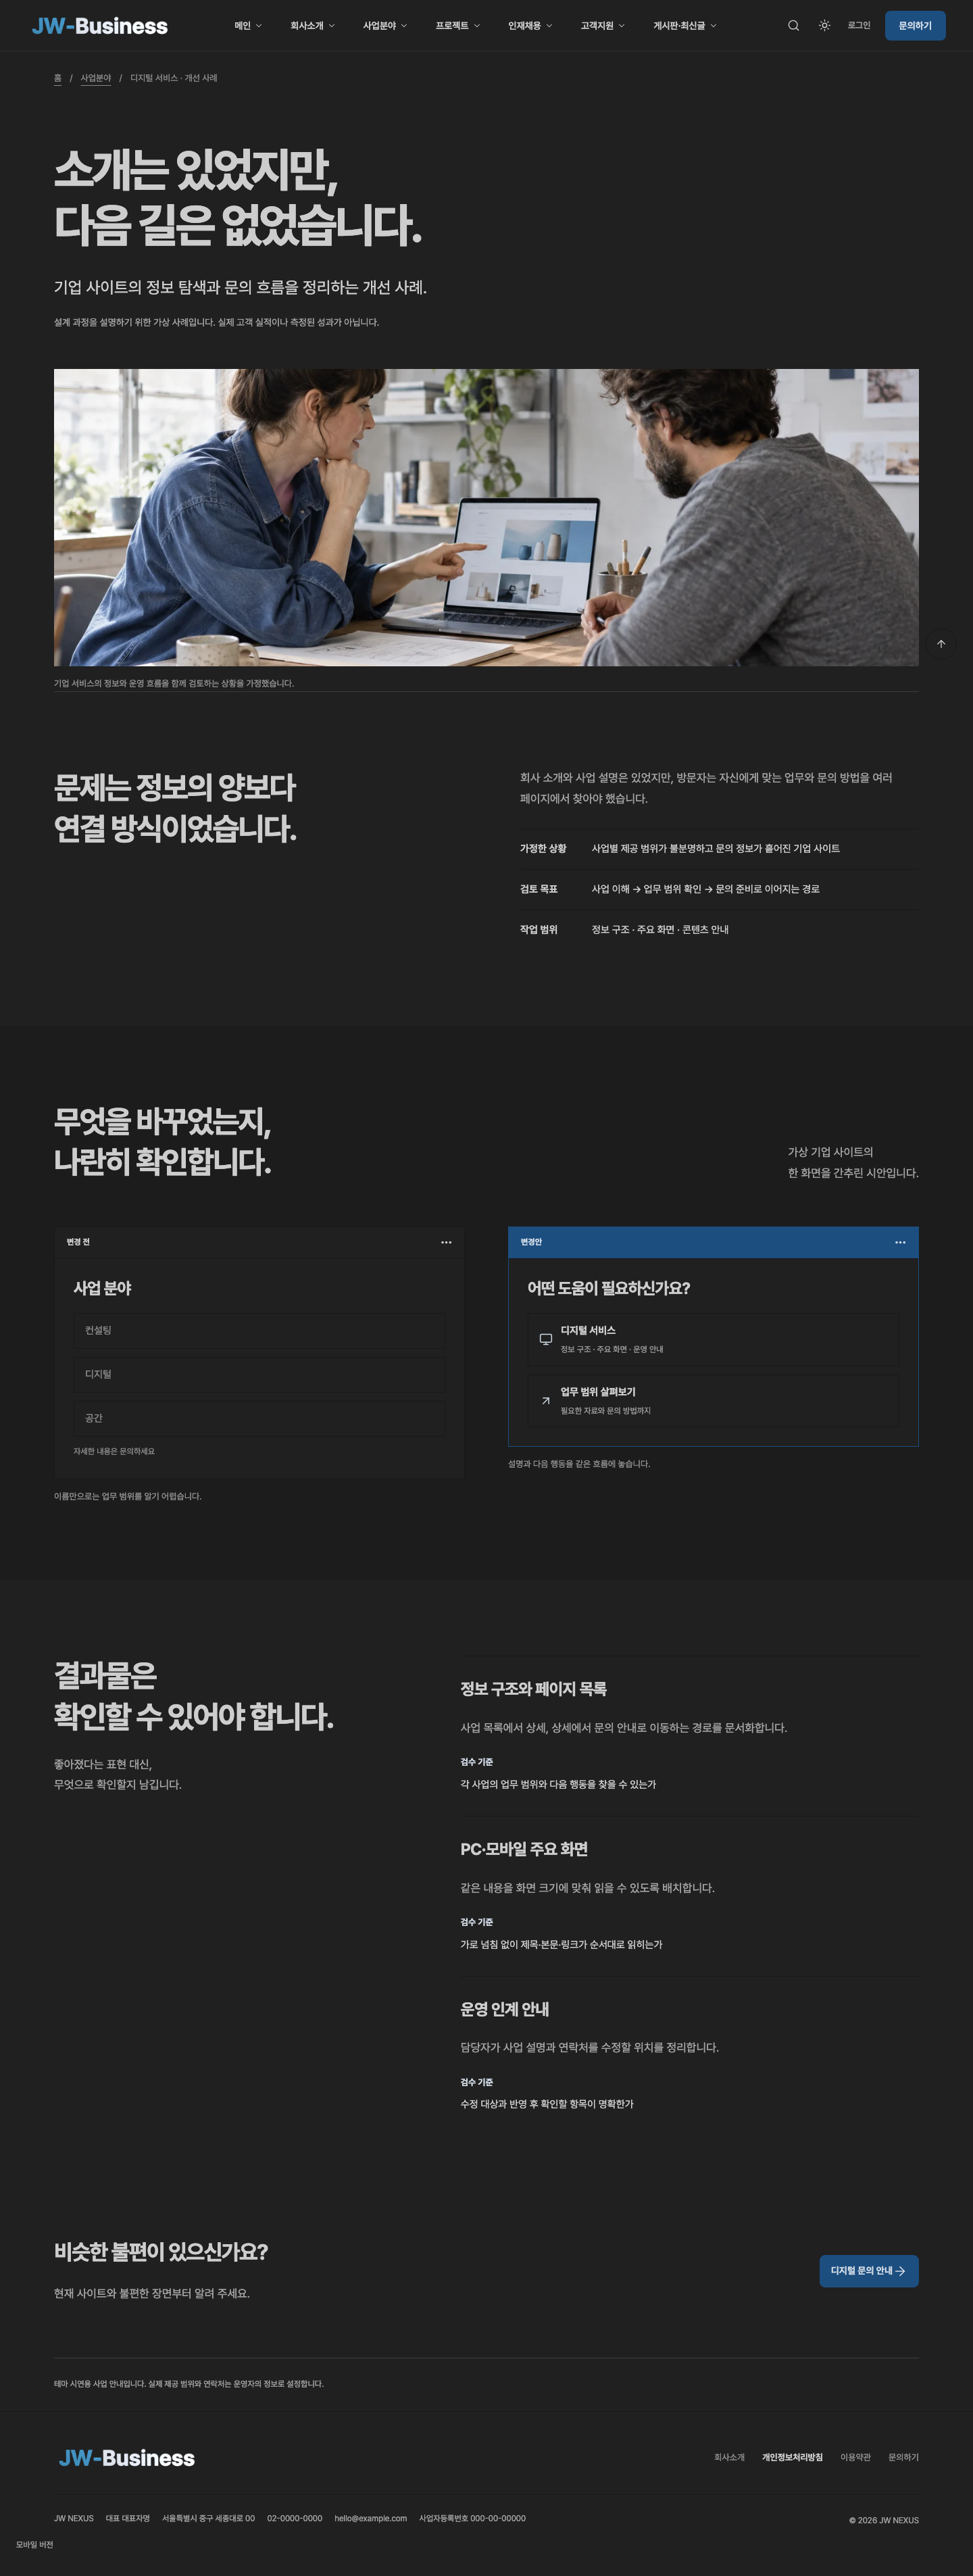 JW-Business
메인
회사소개
사업분야
프로젝트
인재채용
고객지원
게시판·최신글
로그인
문의하기
홈 / 사업분야 / 디지털 서비스 · 개선 사례
소개는 있었지만,
다음 길은 없었습니다.
기업 사이트의 정보 탐색과 문의 흐름을 정리하는 개선 사례.
설계 과정을 설명하기 위한 가상 사례입니다. 실제 고객 실적이나 측정된 성과가 아닙니다.
기업 서비스의 정보와 운영 흐름을 함께 검토하는 상황을 가정했습니다.
문제는 정보의 양보다
연결 방식이었습니다.
회사 소개와 사업 설명은 있었지만, 방문자는 자신에게 맞는 업무와 문의 방법을 여러
페이지에서 찾아야 했습니다.
가정한 상황 사업별 제공 범위가 불분명하고 문의 정보가 흩어진 기업 사이트
검토 목표 사업 이해 → 업무 범위 확인 → 문의 준비로 이어지는 경로
작업 범위 정보 구조 · 주요 화면 · 콘텐츠 안내
무엇을 바꾸었는지,
나란히 확인합니다.
가상 기업 사이트의
한 화면을 간추린 시안입니다.
변경 전
사업 분야
컨설팅
디지털
공간
자세한 내용은 문의하세요
이름만으로는 업무 범위를 알기 어렵습니다.
변경안
어떤 도움이 필요하신가요?
디지털 서비스
정보 구조 · 주요 화면 · 운영 안내
업무 범위 살펴보기
필요한 자료와 문의 방법까지
설명과 다음 행동을 같은 흐름에 놓습니다.
결과물은
확인할 수 있어야 합니다.
좋아졌다는 표현 대신,
무엇으로 확인할지 남깁니다.
정보 구조와 페이지 목록
사업 목록에서 상세, 상세에서 문의 안내로 이동하는 경로를 문서화합니다.
검수 기준
각 사업의 업무 범위와 다음 행동을 찾을 수 있는가
PC·모바일 주요 화면
같은 내용을 화면 크기에 맞춰 읽을 수 있도록 배치합니다.
검수 기준
가로 넘침 없이 제목·본문·링크가 순서대로 읽히는가
운영 인계 안내
담당자가 사업 설명과 연락처를 수정할 위치를 정리합니다.
검수 기준
수정 대상과 반영 후 확인할 항목이 명확한가
비슷한 불편이 있으신가요?
현재 사이트와 불편한 장면부터 알려 주세요.
디지털 문의 안내
테마 시연용 사업 안내입니다. 실제 제공 범위와 연락처는 운영자의 정보로 설정합니다.
JW-Business
회사소개 개인정보처리방침 이용약관 문의하기
JW NEXUS 대표 대표자명 서울특별시 중구 세종대로 00 02-0000-0000 hello@example.com 사업자등록번호 000-00-00000
© 2026 JW NEXUS
모바일 버전